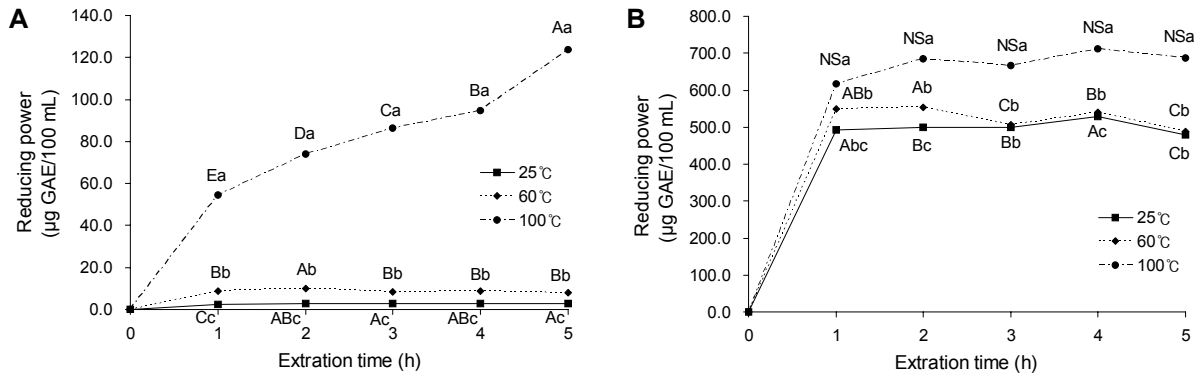 A
Reducing power
(μg GAE/100 mL)
140.0
120.0
100.0
80.0
60.0
40.0
20.0
0.0
Aa
Ba
Ca
Da
Ea
25℃
60℃
100℃
Bb Ab Bb Bb Bb
Cc ABc Ac ABc Ac
0 1 2 3 4 5
Extration time (h)
B
Reducing power
(μg GAE/100 mL)
800.0
700.0
600.0
500.0
400.0
300.0
200.0
100.0
0.0
NSa NSa NSa NSa NSa
ABb Ab Cb Bb Cb
Abc Bc Bb Ac Cb
25℃
60℃
100℃
0 1 2 3 4 5
Extration time (h)